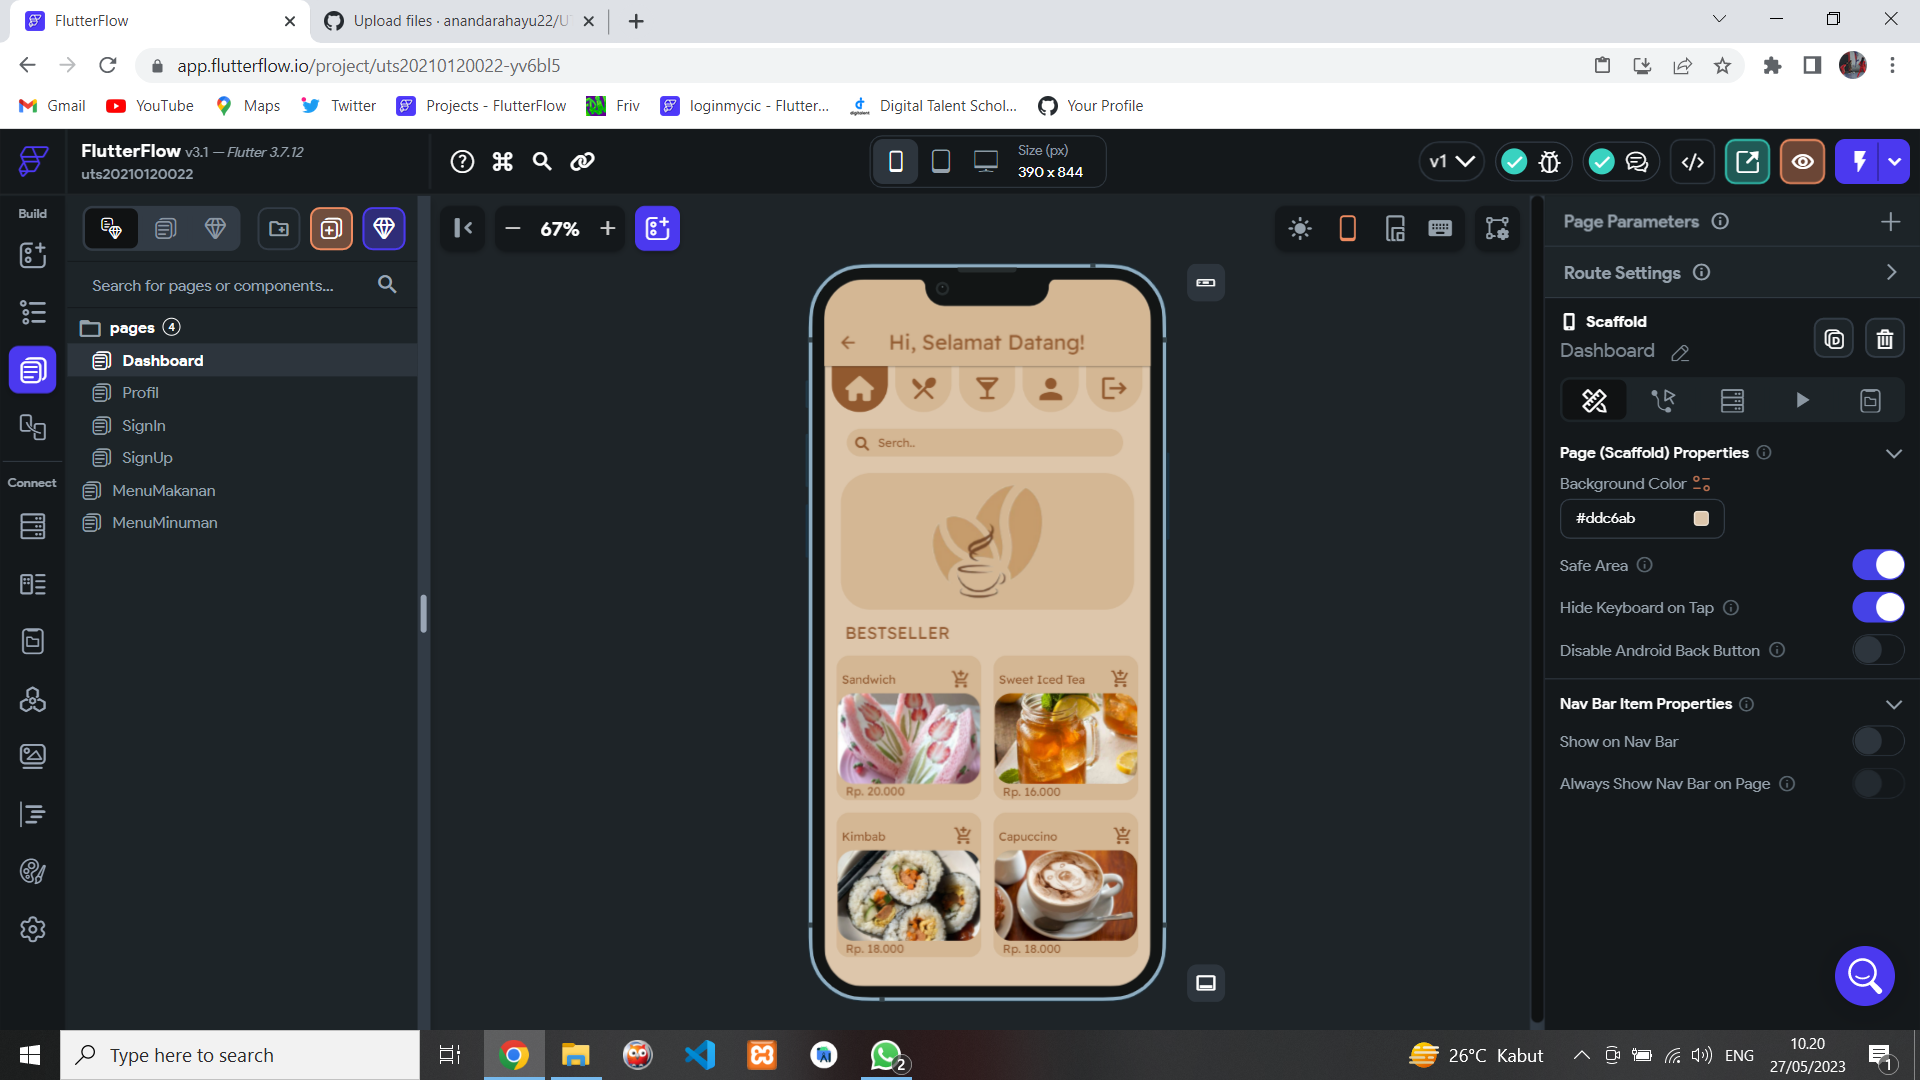 FlutterFlow
Upload files · anandarahayu22/U
app.flutterflow.io/project/uts20210120022-yv6bl5
Gmail
YouTube
Maps
Twitter
Projects - FlutterFlow
Friv
loginmycic - Flutter...
Digital Talent Schol...
Your Profile
FlutterFlow v3.1 — Flutter 3.7.12
uts20210120022
Size (px)
390 x 844
v1
Build
67%
Page Parameters
Search for pages or components...
Route Settings
pages 4
Dashboard
Profil
SignIn
SignUp
MenuMakanan
MenuMinuman
Connect
Hi, Selamat Datang!
Serch..
BESTSELLER
Sandwich
Sweet Iced Tea
Rp. 20.000
Rp. 16.000
Kimbab
Capuccino
Rp. 18.000
Rp. 18.000
Scaffold
Dashboard
Page (Scaffold) Properties
Background Color
#ddc6ab
Safe Area
Hide Keyboard on Tap
Disable Android Back Button
Nav Bar Item Properties
Show on Nav Bar
Always Show Nav Bar on Page
Type here to search
2
26°C Kabut
ENG
10.20
27/05/2023
1